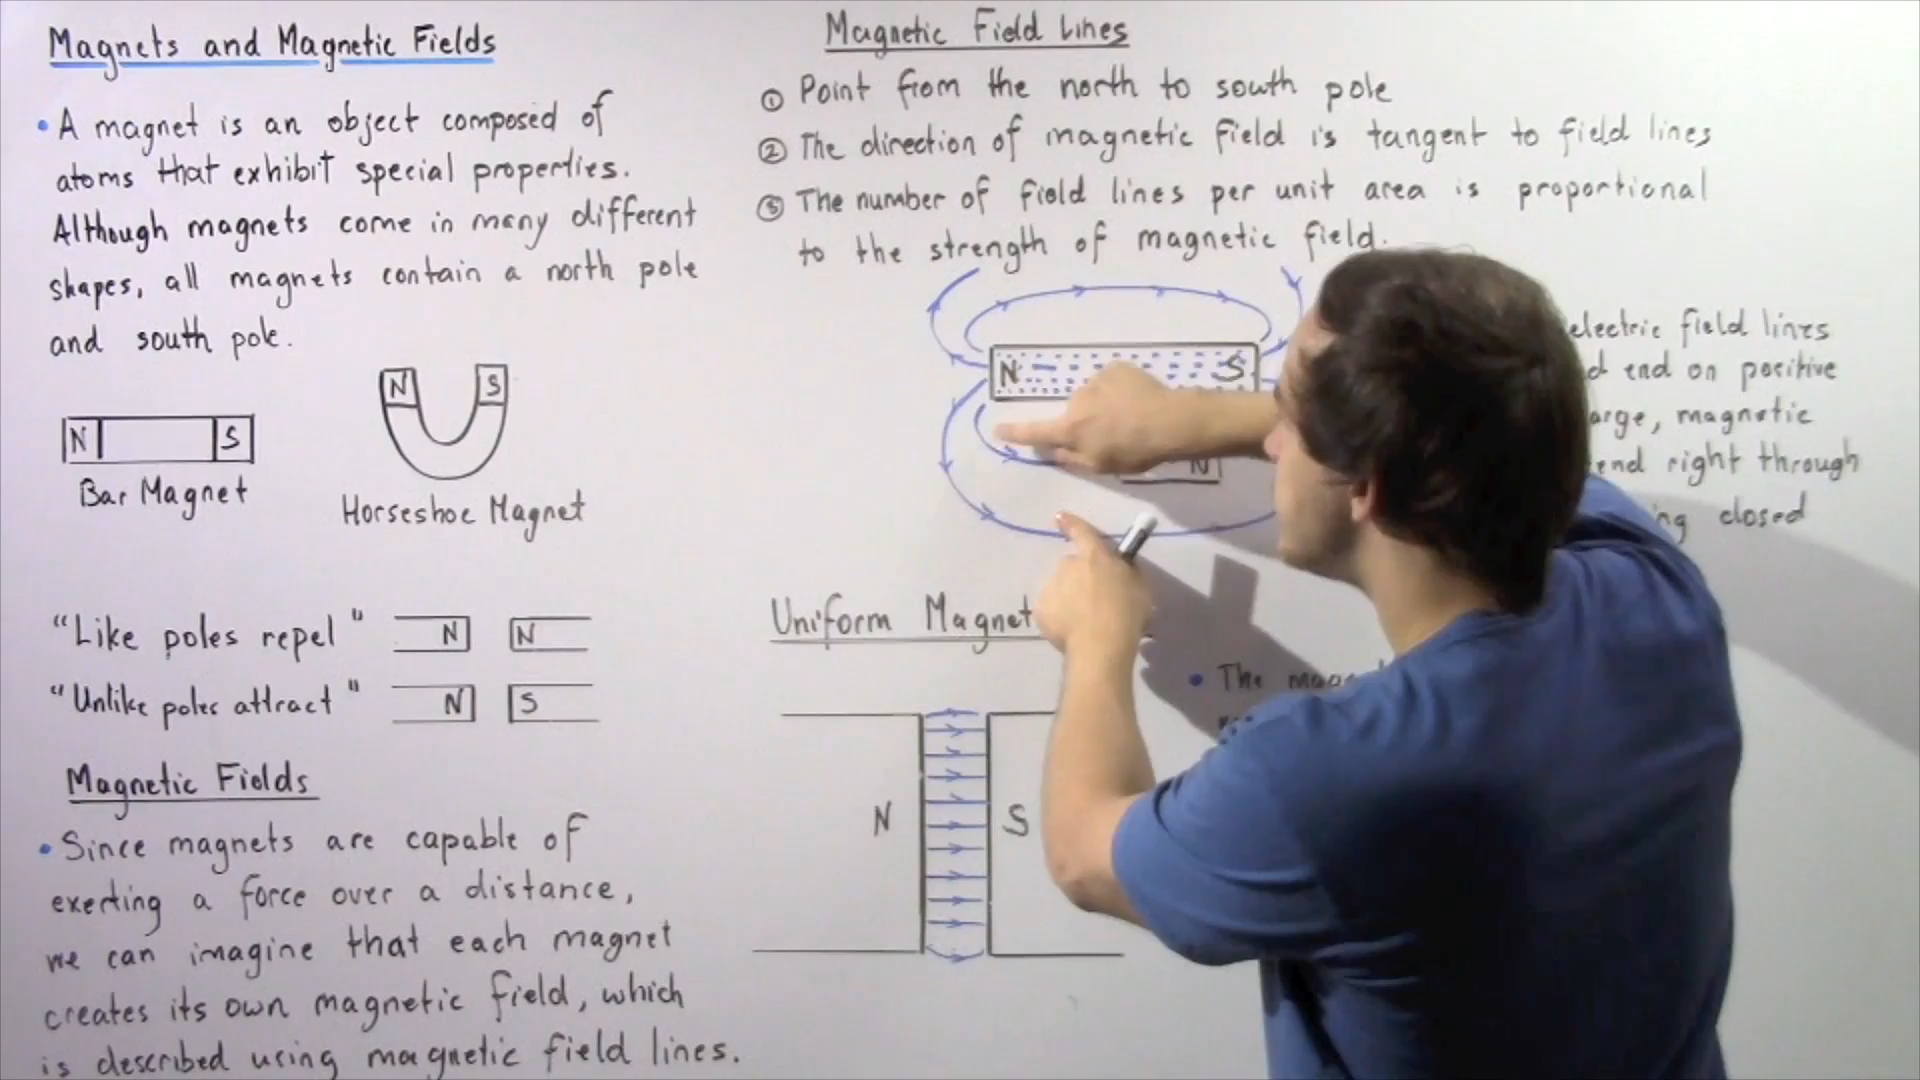 Magnets and Magnetic Fields
• A magnet is an object composed of
atoms that exhibit special properties.
Although magnets come in many different
shapes, all magnets contain a north pole
and south pole.
N S
Bar Magnet
N S
Horseshoe Magnet
"Like poles repel" N N
"Unlike poles attract" N S
Magnetic Fields
• Since magnets are capable of
exerting a force over a distance,
we can imagine that each magnet
creates its own magnetic field, which
is described using magnetic field lines.
Magnetic Field Lines
① Point from the north to south pole
② The direction of magnetic field is tangent to field lines
③ The number of field lines per unit area is proportional
to the strength of magnetic field.
N S
N
electric field lines
end on positive
magnetic
right through
closed
Uniform
N S
• The